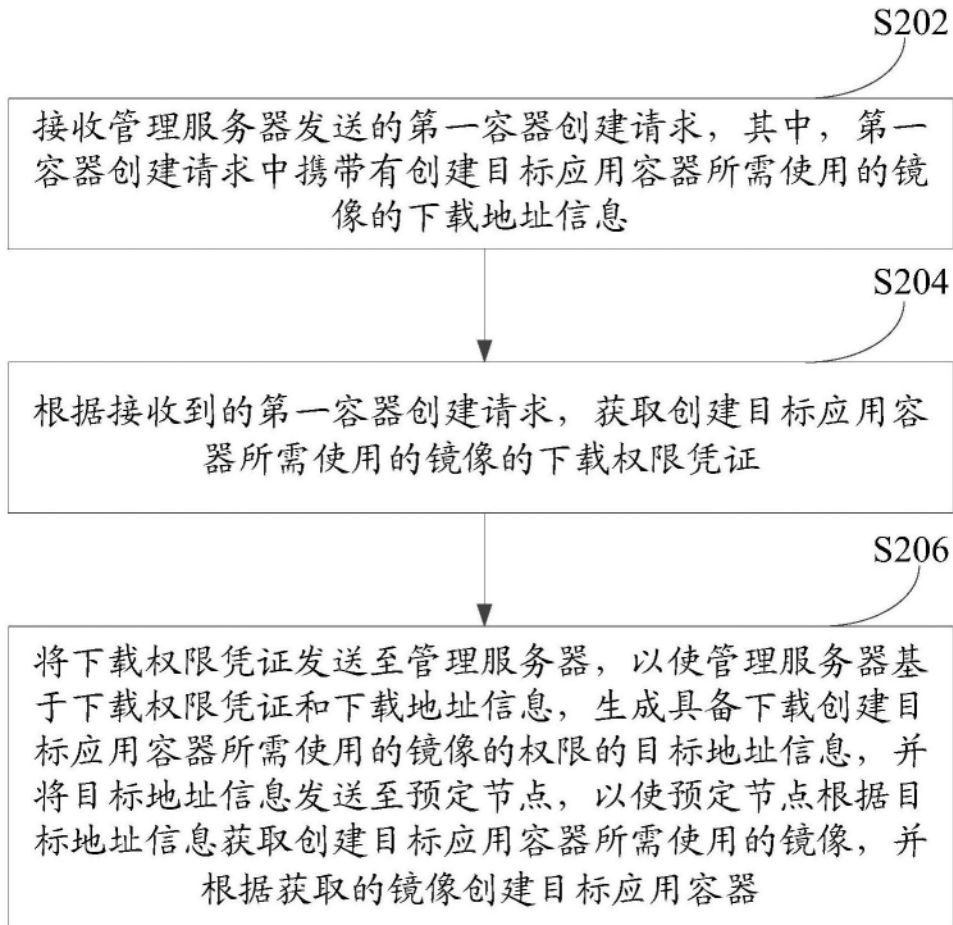 S202
接收管理服务器发送的第一容器创建请求，其中，第一
容器创建请求中携带有创建目标应用容器所需使用的镜
像的下载地址信息
S204
根据接收到的第一容器创建请求，获取创建目标应用容
器所需使用的镜像的下载权限凭证
S206
将下载权限凭证发送至管理服务器，以使管理服务器基
于下载权限凭证和下载地址信息，生成具备下载创建目
标应用容器所需使用的镜像的权限的目标地址信息，并
将目标地址信息发送至预定节点，以使预定节点根据目
标地址信息获取创建目标应用容器所需使用的镜像，并
根据获取的镜像创建目标应用容器